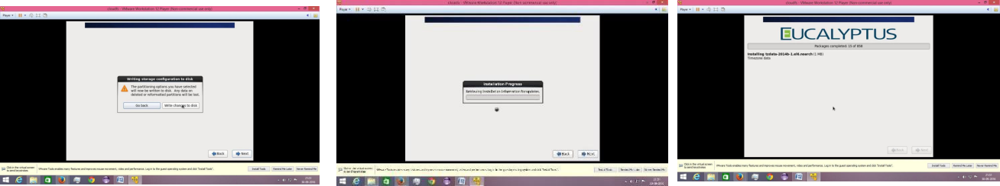 cloudfs - VMware Workstation 12 Player (Non-commercial use only)
Player
Writing storage configuration to disk
The partitioning options you have selected
will now be written to disk. Any data on
deleted or reformatted partitions will be lost.
Go back
Write changes to disk
Back
Next
Click in the virtual screen
to send keystrokes
VMware Tools enables many features and improves mouse movement, video and performance. Log in to the guest operating system and click "Install Tools".
Install Tools
Remind Me Later
Never Remind Me
cloudfs - VMware Workstation 12 Player (Non-commercial use only)
Player
Installation Progress
Retrieving installation information for updates.
Back
Next
Click in the virtual screen
to send keystrokes
VMware Tools enables many features and improves mouse movement, video and performance. Log in to the guest operating system and click "Install Tools".
Install Tools
Remind Me Later
Never Remind Me
cloudfs - VMware Workstation 12 Player (Non-commercial use only)
Player
EUCALYPTUS
Packages completed: 15 of 858
Installing tzdata-2014b-1.el6.noarch (1 MB)
Timezone data
Back
Next
Click in the virtual screen
to send keystrokes
VMware Tools enables many features and improves mouse movement, video and performance. Log in to the guest operating system and click "Install Tools".
Install Tools
Remind Me Later
Never Remind Me